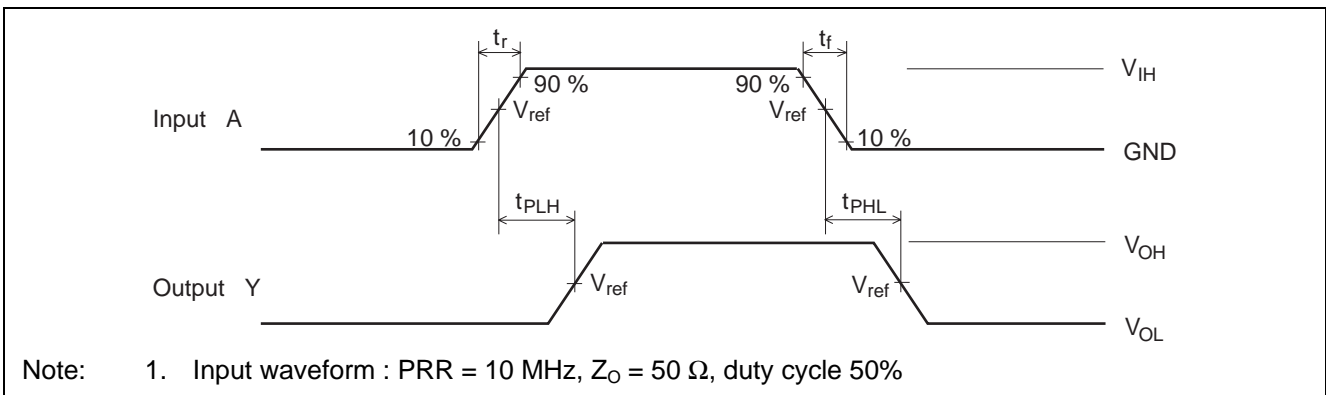 tr tf
90 % 90 % VIH
Input A Vref Vref
10 % 10 % GND
tPLH tPHL
VOH
Output Y Vref Vref
VOL
Note: 1. Input waveform : PRR = 10 MHz, ZO = 50 Ω, duty cycle 50%